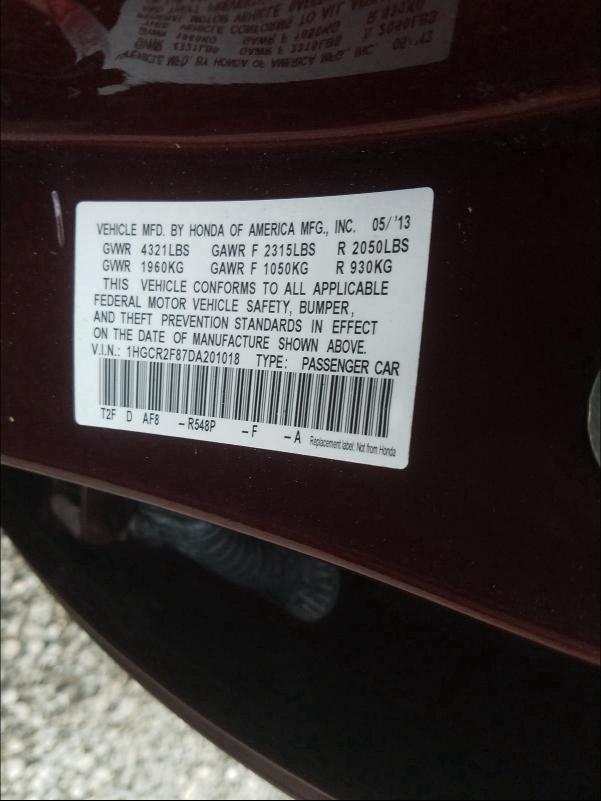 VEHICLE MFD. BY HONDA OF AMERICA MFG., INC. 05/'13
GVWR 4321LBS GAWR F 2315LBS R 2050LBS
GVWR 1960KG GAWR F 1050KG R 930KG
THIS VEHICLE CONFORMS TO ALL APPLICABLE
FEDERAL MOTOR VEHICLE SAFETY, BUMPER,
AND THEFT PREVENTION STANDARDS IN EFFECT
ON THE DATE OF MANUFACTURE SHOWN ABOVE.
V.I.N.: 1HGCR2F87DA201018 TYPE: PASSENGER CAR
T2F D AF8 -R548P -F -A Replacement label: Not from Honda